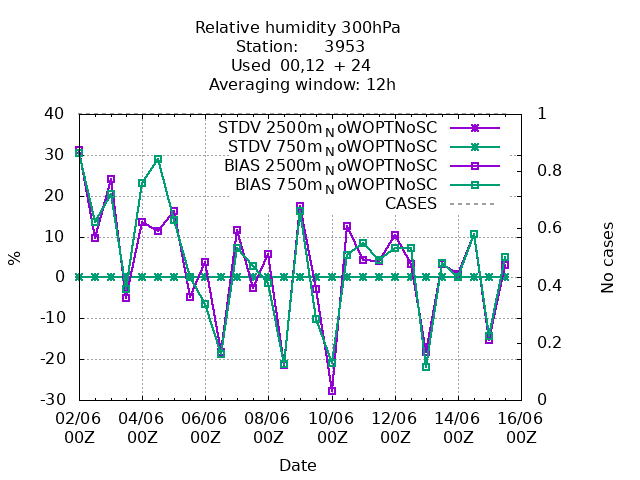 Relative humidity 300hPa
Station: 3953
Used 00,12 + 24
Averaging window: 12h
STDV 2500m_NoWOPTNoSC
STDV 750m_NoWOPTNoSC
BIAS 2500m_NoWOPTNoSC
BIAS 750m_NoWOPTNoSC
CASES
40
30
20
10
0
-10
-20
-30
%
1
0.8
0.6
0.4
0.2
0
No cases
02/06 04/06 06/06 08/06 10/06 12/06 14/06 16/06
00Z 00Z 00Z 00Z 00Z 00Z 00Z 00Z
Date